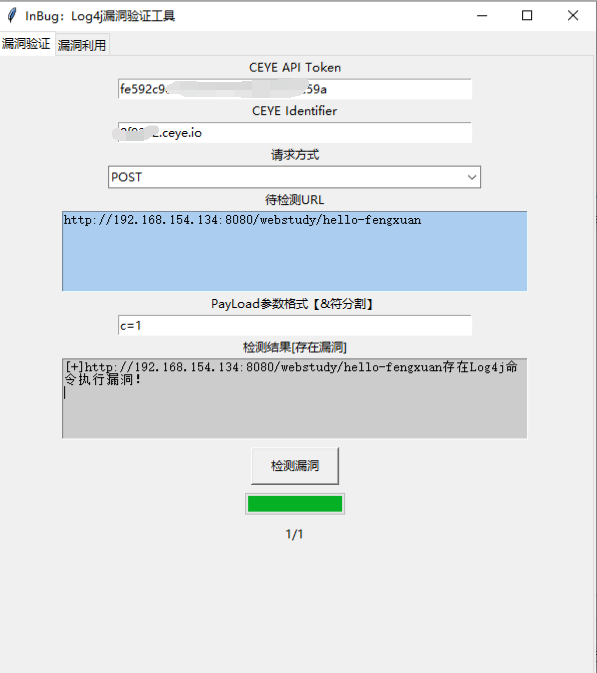 InBug: Log4j漏洞验证工具
漏洞验证 漏洞利用
CEYE API Token
fe592c9 59a
CEYE Identifier
.ceye.io
请求方式
POST
待检测URL
http://192.168.154.134:8080/webstudy/hello-fengxuan
PayLoad参数格式【&符分割】
c=1
检测结果[存在漏洞]
[+]http://192.168.154.134:8080/webstudy/hello-fengxuan存在Log4j命
令执行漏洞!
检测漏洞
1/1